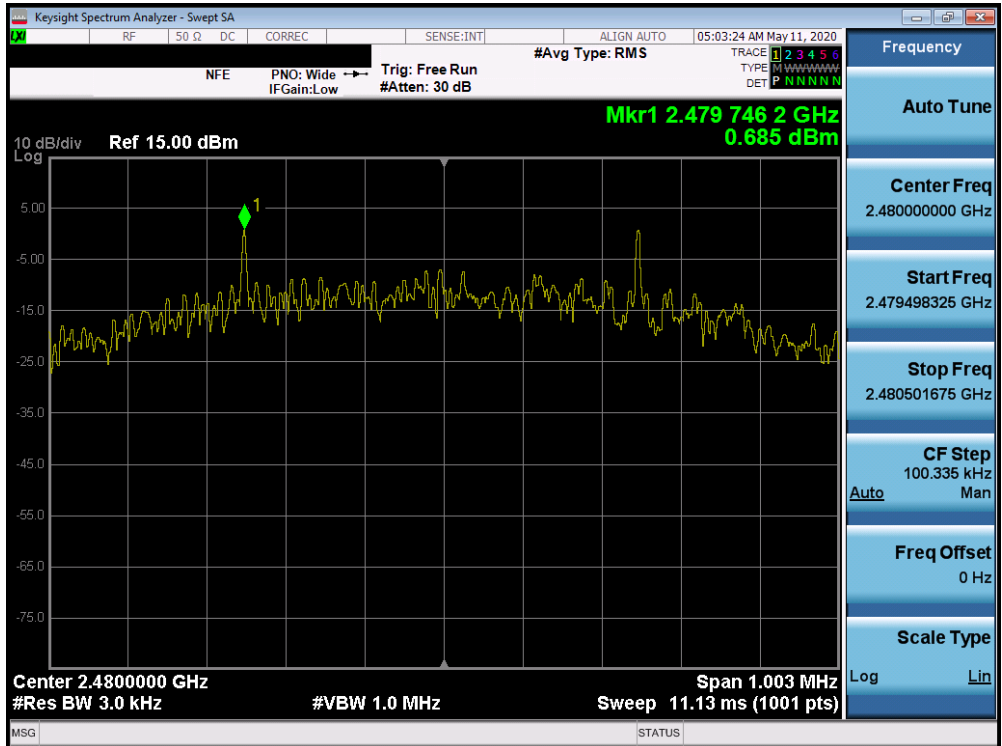 Keysight Spectrum Analyzer - Swept SA
LXI RF 50 Ω DC CORREC SENSE:INT ALIGN AUTO 05:03:24 AM May 11, 2020
NFE PNO: Wide Trig: Free Run #Avg Type: RMS TRACE 1 2 3 4 5 6
IFGain:Low #Atten: 30 dB TYPE M WWWWW
DET P N N N N N
Mkr1 2.479 746 2 GHz
0.685 dBm
10 dB/div Ref 15.00 dBm
Log
1
5.00
-5.00
-15.0
-25.0
-35.0
-45.0
-55.0
-65.0
-75.0
Center 2.4800000 GHz Span 1.003 MHz
#Res BW 3.0 kHz #VBW 1.0 MHz Sweep 11.13 ms (1001 pts)
MSG STATUS
Frequency
Auto Tune
Center Freq
2.480000000 GHz
Start Freq
2.479498325 GHz
Stop Freq
2.480501675 GHz
CF Step
100.335 kHz
Auto Man
Freq Offset
0 Hz
Scale Type
Log Lin